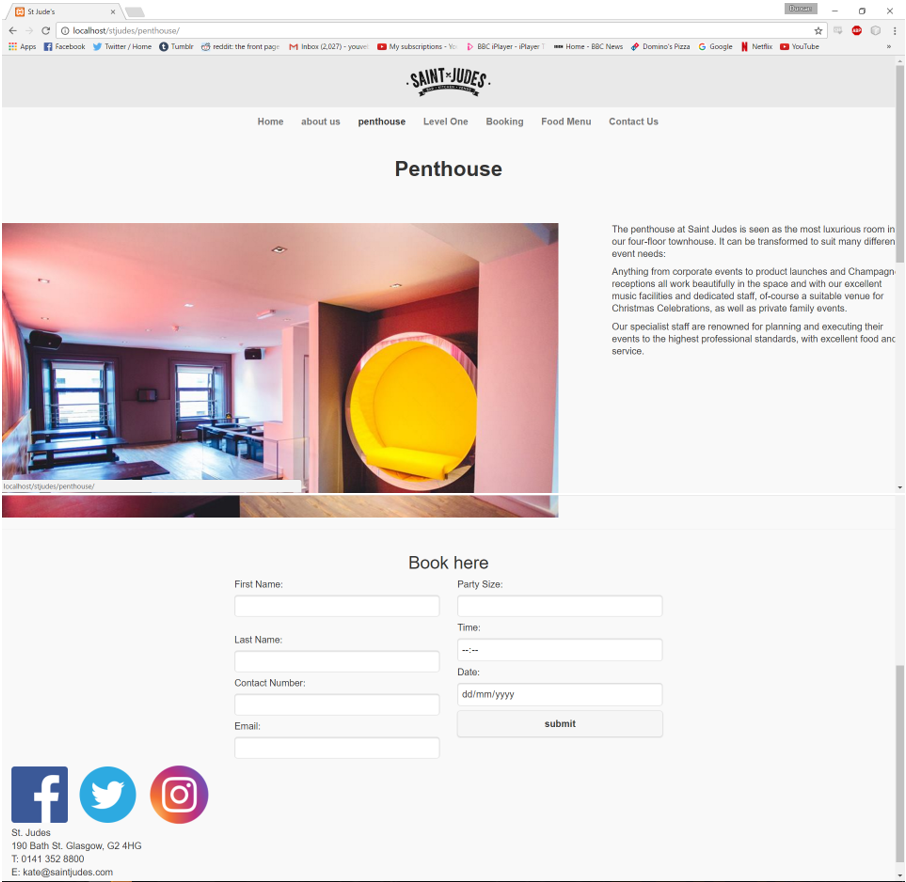 St Jude's
Duncan
localhost/stjudes/penthouse/
Apps Facebook Twitter / Home Tumblr reddit: the front page Inbox (2,027) - youve My subscriptions - Yo BBC iPlayer - iPlayer T Home - BBC News Domino's Pizza Google Netflix YouTube »
SAINT JUDES
Home about us penthouse Level One Booking Food Menu Contact Us
Penthouse
The penthouse at Saint Judes is seen as the most luxurious room in
our four-floor townhouse. It can be transformed to suit many differen
event needs:
Anything from corporate events to product launches and Champagn
receptions all work beautifully in the space and with our excellent
music facilities and dedicated staff, of-course a suitable venue for
Christmas Celebrations, as well as private family events.
Our specialist staff are renowned for planning and executing their
events to the highest professional standards, with excellent food and
service.
localhost/stjudes/penthouse/
Book here
First Name:
Last Name:
Contact Number:
Email:
Party Size:
Time:
--:--
Date:
dd/mm/yyyy
submit
St. Judes
190 Bath St. Glasgow, G2 4HG
T: 0141 352 8800
E: kate@saintjudes.com